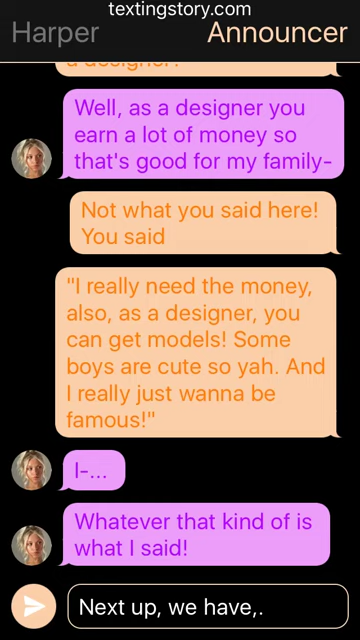 textingstory.com
Harper
Announcer
a designer?
Well, as a designer you
earn a lot of money so
that's good for my family-
Not what you said here!
You said
"I really need the money,
also, as a designer, you
can get models! Some
boys are cute so yah. And
I really just wanna be
famous!"
I-...
Whatever that kind of is
what I said!
Next up, we have,.